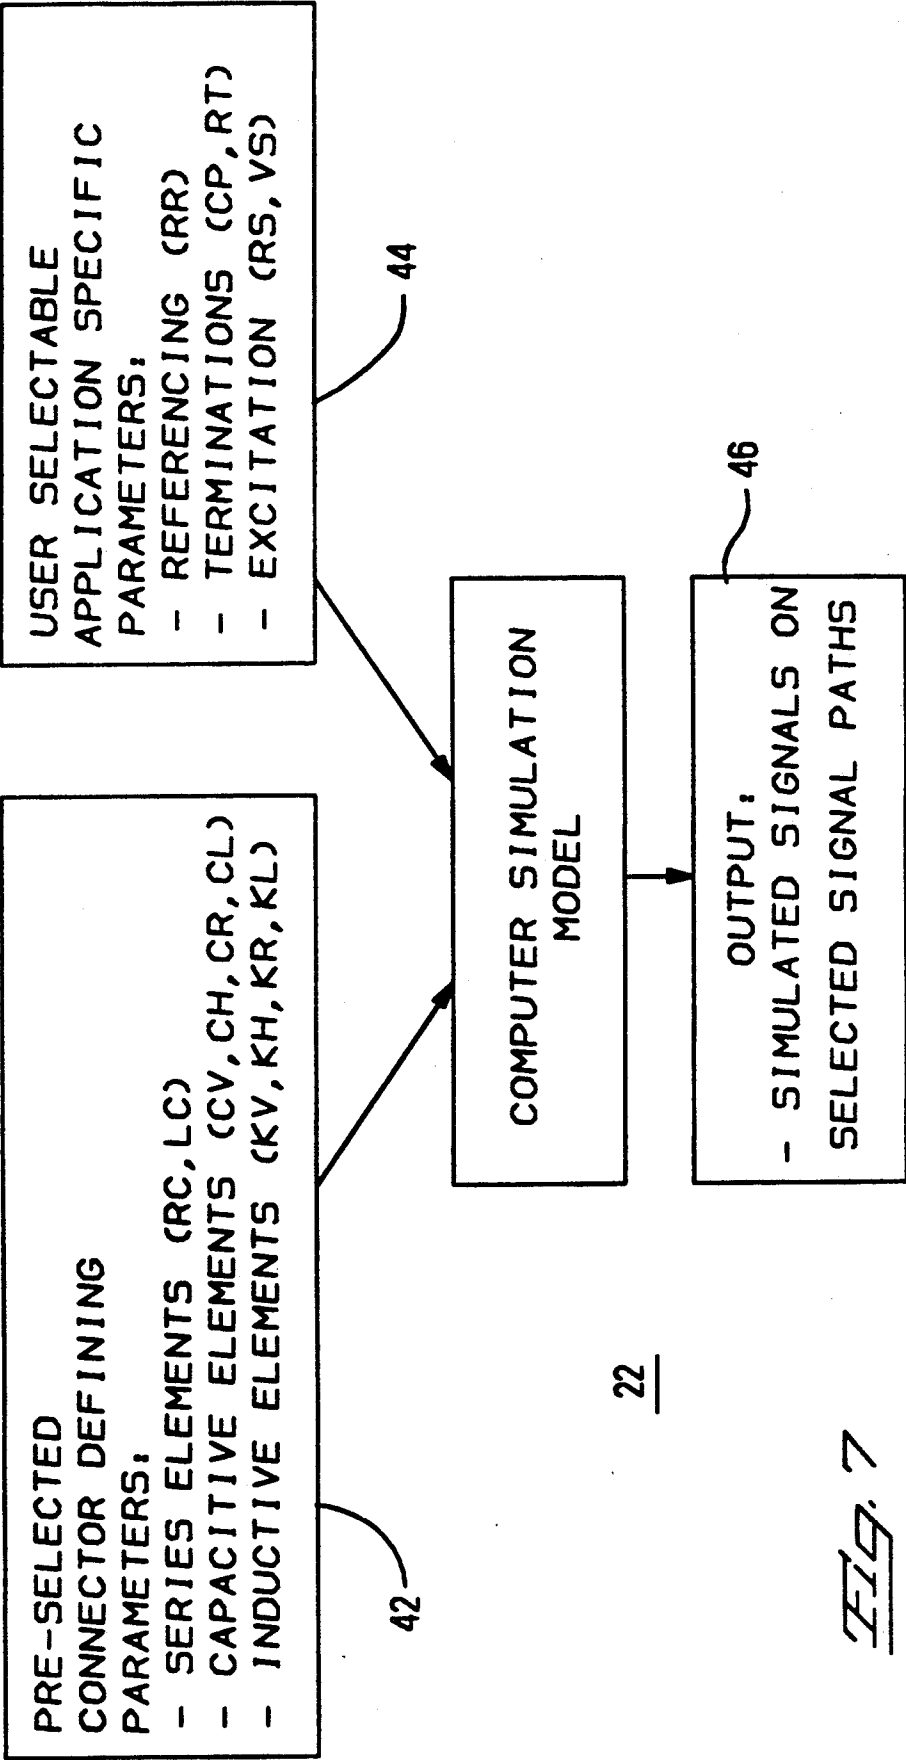 PRE-SELECTED
CONNECTOR DEFINING
PARAMETERS:
- SERIES ELEMENTS (RC,LC)
- CAPACITIVE ELEMENTS (CV,CH,CR,CL)
- INDUCTIVE ELEMENTS (KV,KH,KR,KL)
42
USER SELECTABLE
APPLICATION SPECIFIC
PARAMETERS:
- REFERENCING (RR)
- TERMINATIONS (CP,RT)
- EXCITATION (RS,VS)
44
COMPUTER SIMULATION
MODEL
46
OUTPUT:
- SIMULATED SIGNALS ON
SELECTED SIGNAL PATHS
22
Fig. 7